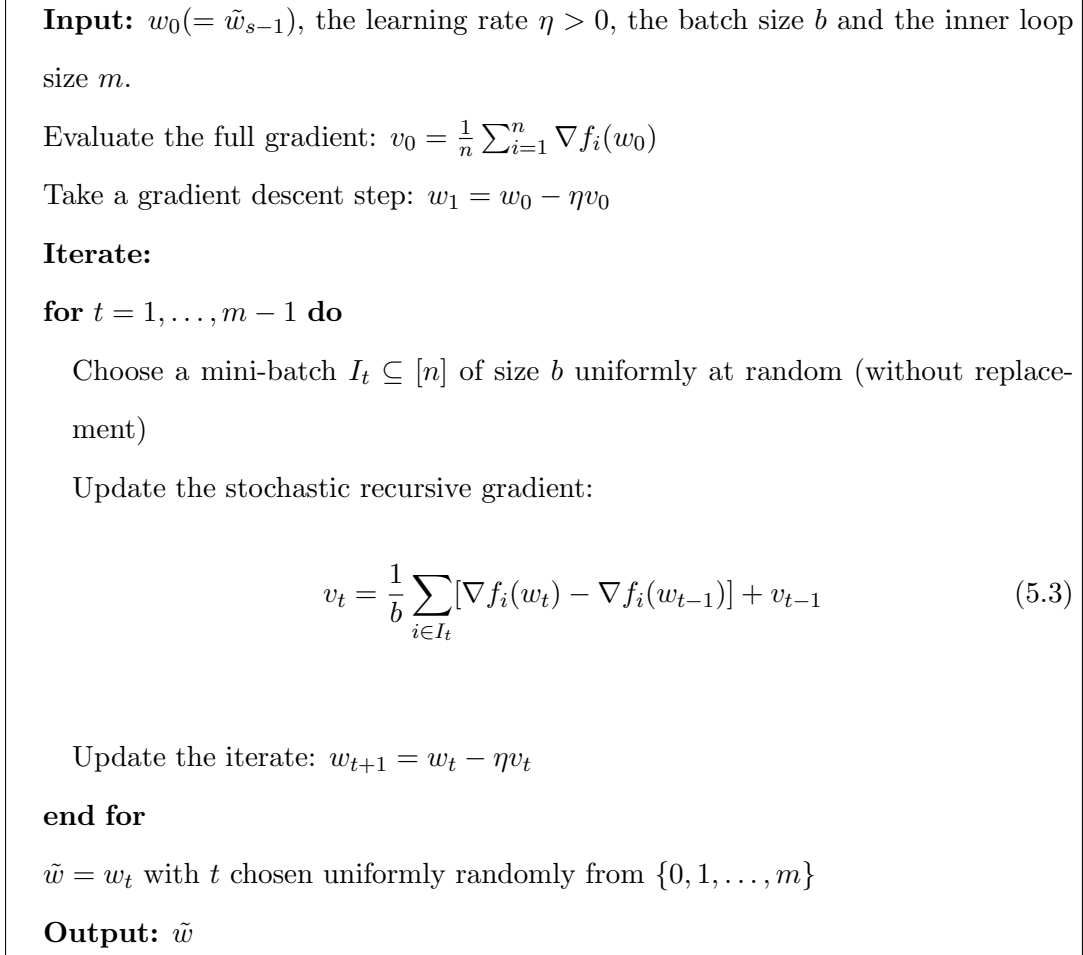 Input: $w_0(= \tilde{w}_{s-1})$, the learning rate $\eta > 0$, the batch size $b$ and the inner loop
size $m$.
Evaluate the full gradient: $v_0 = \frac{1}{n} \sum_{i=1}^{n} \nabla f_i(w_0)$
Take a gradient descent step: $w_1 = w_0 - \eta v_0$
Iterate:
for $t = 1, \ldots, m - 1$ do
Choose a mini-batch $I_t \subseteq [n]$ of size $b$ uniformly at random (without replace-
ment)
Update the stochastic recursive gradient:
$v_t = \frac{1}{b} \sum_{i \in I_t} [\nabla f_i(w_t) - \nabla f_i(w_{t-1})] + v_{t-1}$ (5.3)
Update the iterate: $w_{t+1} = w_t - \eta v_t$
end for
$\tilde{w} = w_t$ with $t$ chosen uniformly randomly from $\{0, 1, \ldots, m\}$
Output: $\tilde{w}$